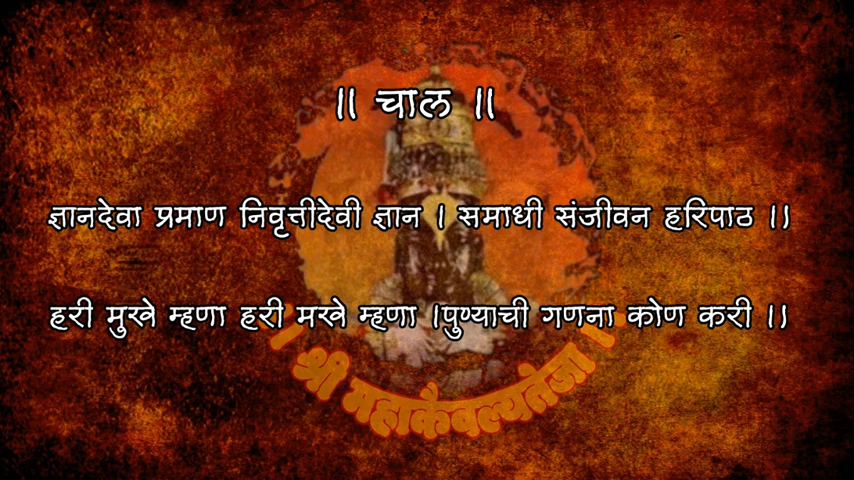 ॥ चाल ॥
ज्ञानदेवा प्रमाण निवृत्तीदेवी ज्ञान । समाधी संजीवन हरिपाठ ।।
हरी मुखे म्हणा हरी मखे म्हणा ।पुण्याची गणना कोण करी ।।
। श्री महाकैवल्यतेजा ।